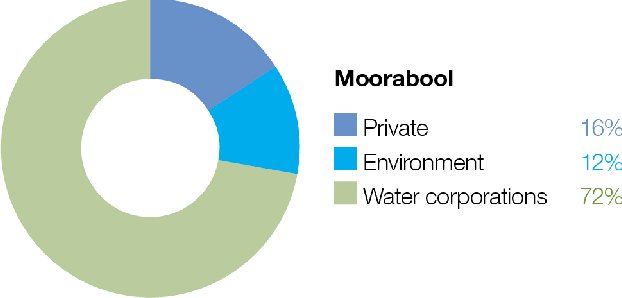 Moorabool
Private 16%
Environment 12%
Water corporations 72%